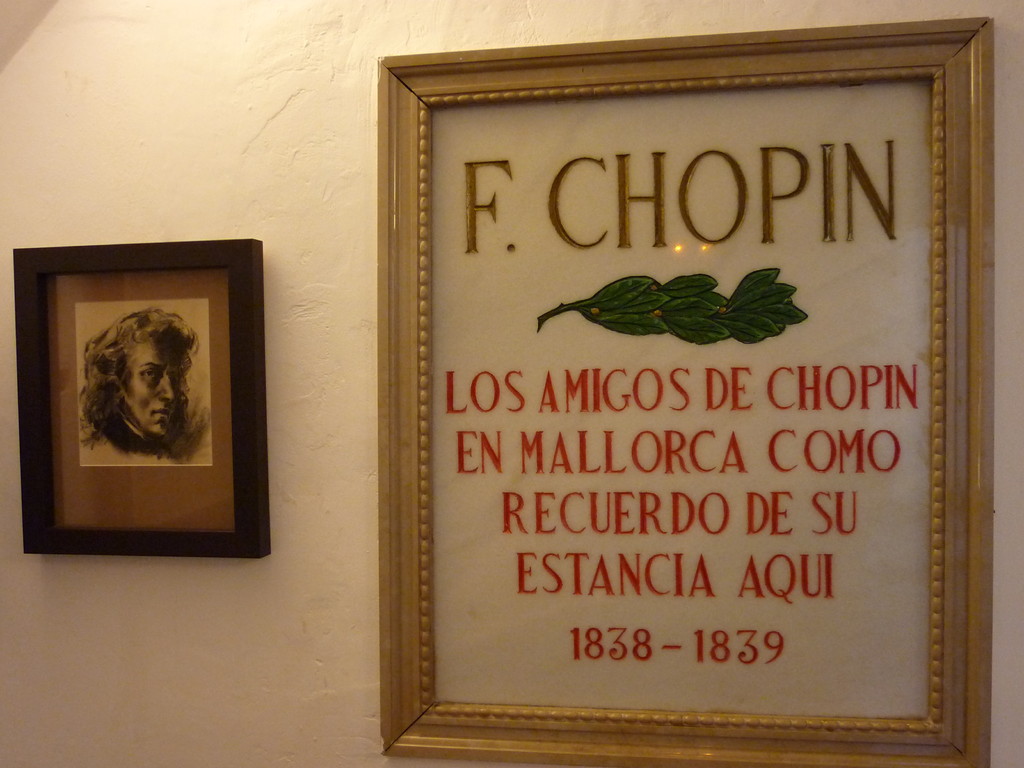 F. CHOPIN
LOS AMIGOS DE CHOPIN
EN MALLORCA COMO
RECUERDO DE SU
ESTANCIA AQUI
1838-1839